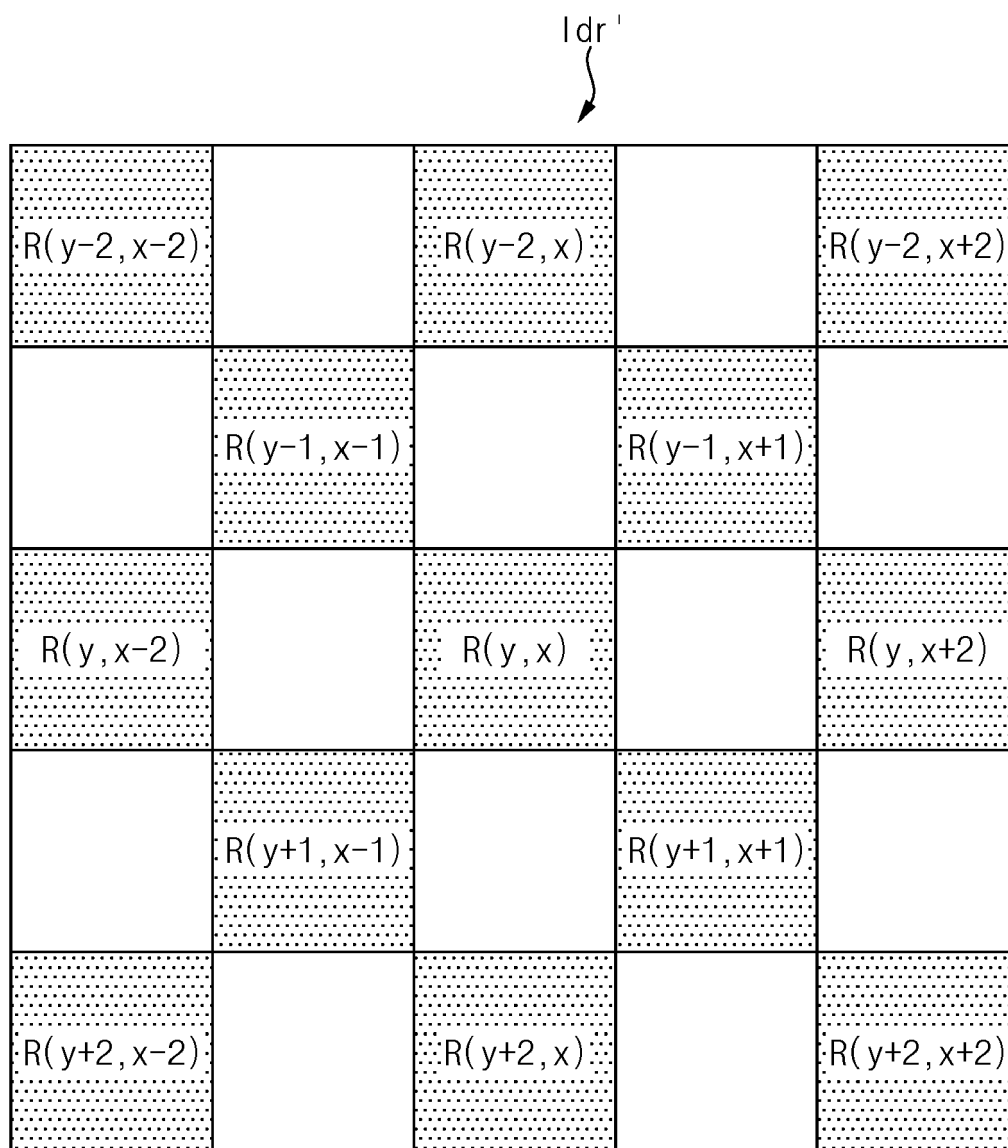 Idr'
R(y-2,x-2) R(y-2,x) R(y-2,x+2)
R(y-1,x-1) R(y-1,x+1)
R(y,x-2) R(y,x) R(y,x+2)
R(y+1,x-1) R(y+1,x+1)
R(y+2,x-2) R(y+2,x) R(y+2,x+2)